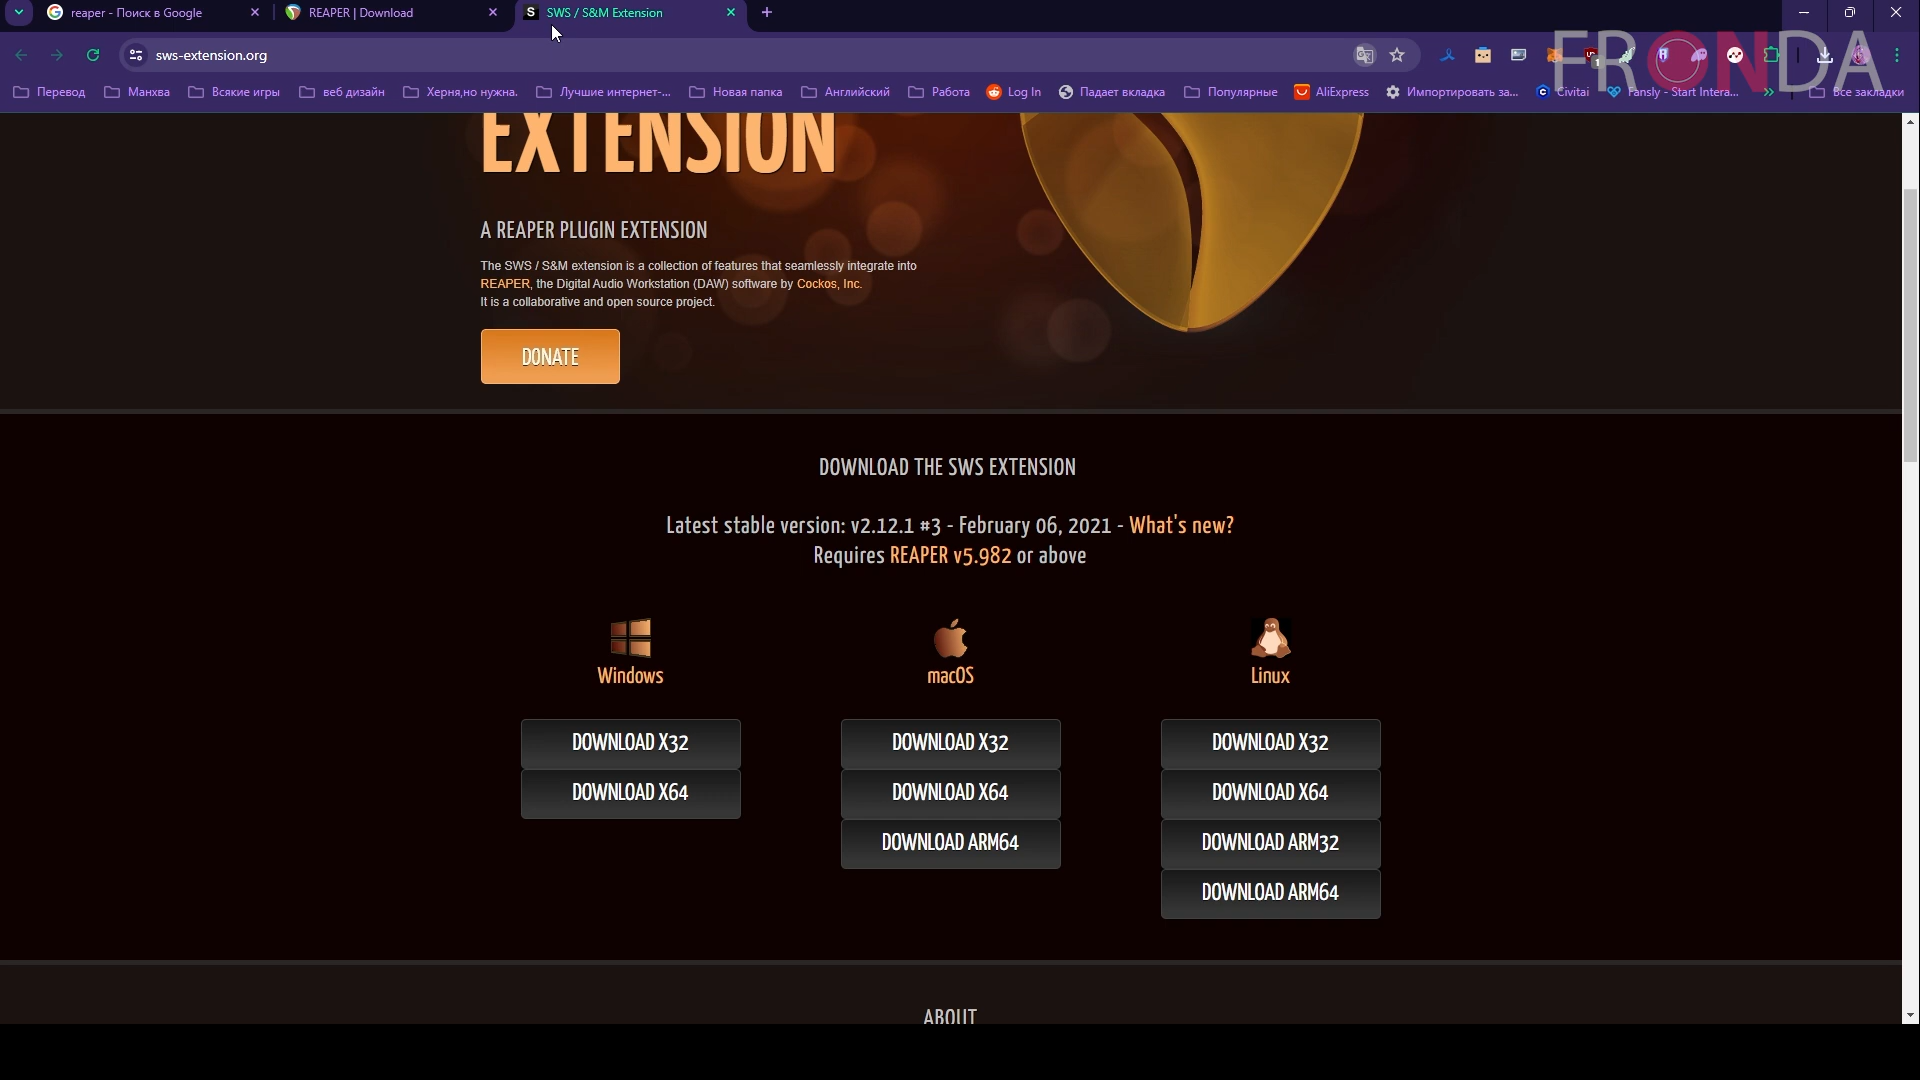 reaper - Поиск в Google
REAPER | Download
S SWS / S&M Extension
sws-extension.org
FRONDA
Перевод
Манхва
Всякие игры
веб дизайн
Херня,но нужна.
Лучшие интернет-...
Новая папка
Английский
Работа
Log In
Падает вкладка
Популярные
AliExpress
Импортировать за...
Civitai
Fansly - Start Intera...
Все закладки
EXTENSION
A REAPER PLUGIN EXTENSION
The SWS / S&M extension is a collection of features that seamlessly integrate into
REAPER, the Digital Audio Workstation (DAW) software by Cockos, Inc.
It is a collaborative and open source project.
DONATE
DOWNLOAD THE SWS EXTENSION
Latest stable version: v2.12.1 #3 - February 06, 2021 - What's new?
Requires REAPER v5.982 or above
Windows
DOWNLOAD X32
DOWNLOAD X64
macOS
DOWNLOAD X32
DOWNLOAD X64
DOWNLOAD ARM64
Linux
DOWNLOAD X32
DOWNLOAD X64
DOWNLOAD ARM32
DOWNLOAD ARM64
ABOUT